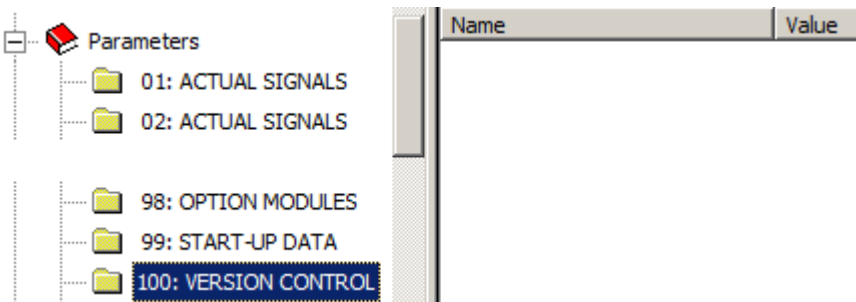 Parameters
01: ACTUAL SIGNALS
02: ACTUAL SIGNALS
98: OPTION MODULES
99: START-UP DATA
100: VERSION CONTROL
Name Value